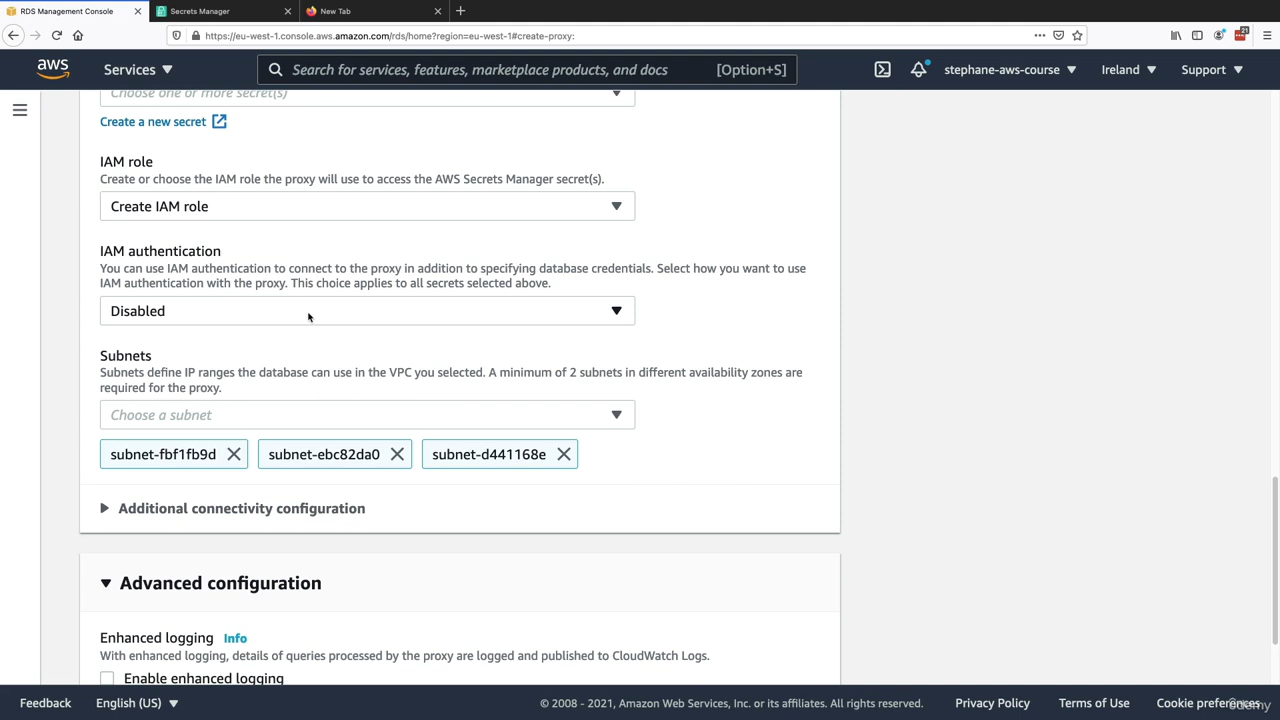 RDS Management Console
Secrets Manager
New Tab
https://eu-west-1.console.aws.amazon.com/rds/home?region=eu-west-1#create-proxy:
21
aws
Services
Search for services, features, marketplace products, and docs
[Option+S]
stephane-aws-course
Ireland
Support
Choose one or more secret(s)
Create a new secret
IAM role
Create or choose the IAM role the proxy will use to access the AWS Secrets Manager secret(s).
Create IAM role
IAM authentication
You can use IAM authentication to connect to the proxy in addition to specifying database credentials. Select how you want to use
IAM authentication with the proxy. This choice applies to all secrets selected above.
Disabled
Subnets
Subnets define IP ranges the database can use in the VPC you selected. A minimum of 2 subnets in different availability zones are
required for the proxy.
Choose a subnet
subnet-fbf1fb9d
subnet-ebc82da0
subnet-d441168e
Additional connectivity configuration
Advanced configuration
Enhanced logging Info
With enhanced logging, details of queries processed by the proxy are logged and published to CloudWatch Logs.
Enable enhanced logging
Feedback
English (US)
© 2008 - 2021, Amazon Web Services, Inc. or its affiliates. All rights reserved.
Privacy Policy
Terms of Use
Cookie preferences